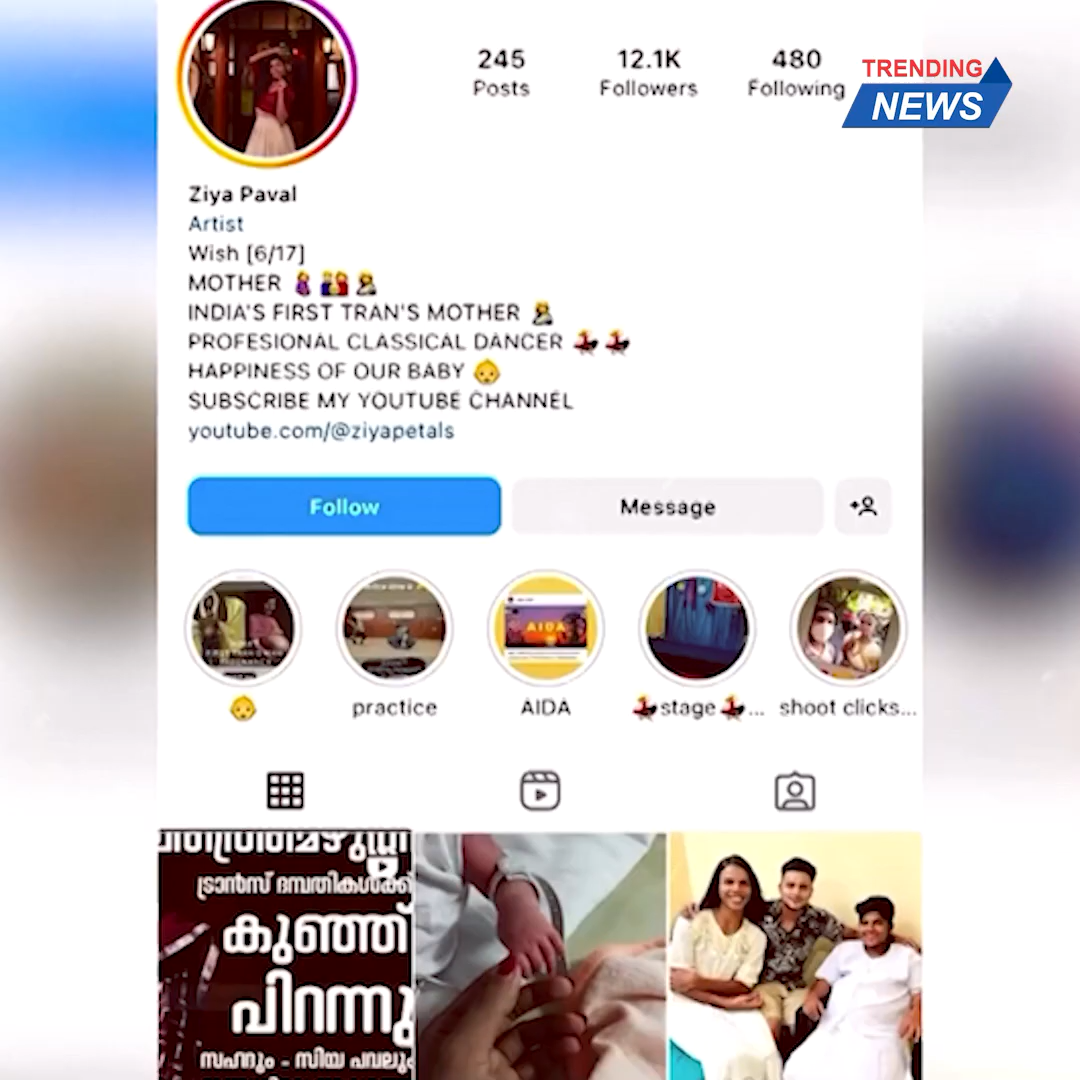 245
12.1K
480
Posts
Followers
Following
TRENDING
NEWS
Ziya Paval
Artist
Wish [6/17]
MOTHER
INDIA'S FIRST TRAN'S MOTHER
PROFESIONAL CLASSICAL DANCER
HAPPINESS OF OUR BABY
SUBSCRIBE MY YOUTUBE CHANNEL
youtube.com/@ziyapetals
Follow
Message
practice
AIDA
AIDA
stage ...
shoot clicks...
ട്രാൻസ് ദമ്പതികൾക്ക്
കുഞ്ഞ്
പിറന്നു
സഹദും - സിയ പവലും